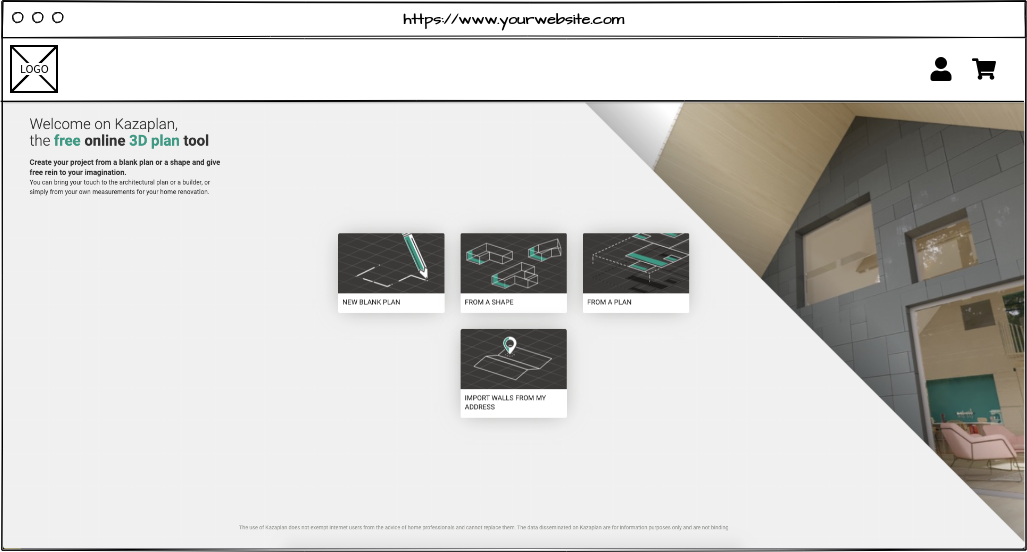 https://www.yourwebsite.com
LOGO
Welcome on Kazaplan,
the free online 3D plan tool
Create your project from a blank plan or a shape and give
free rein to your imagination.
You can bring your touch to the architectural plan or a builder, or
simply from your own measurements for your home renovation.
NEW BLANK PLAN
FROM A SHAPE
FROM A PLAN
IMPORT WALLS FROM MY
ADDRESS
The use of Kazaplan does not exempt internet users from the advice of home professionals and cannot replace them. The data disseminated on Kazaplan are for information purposes only and are not binding